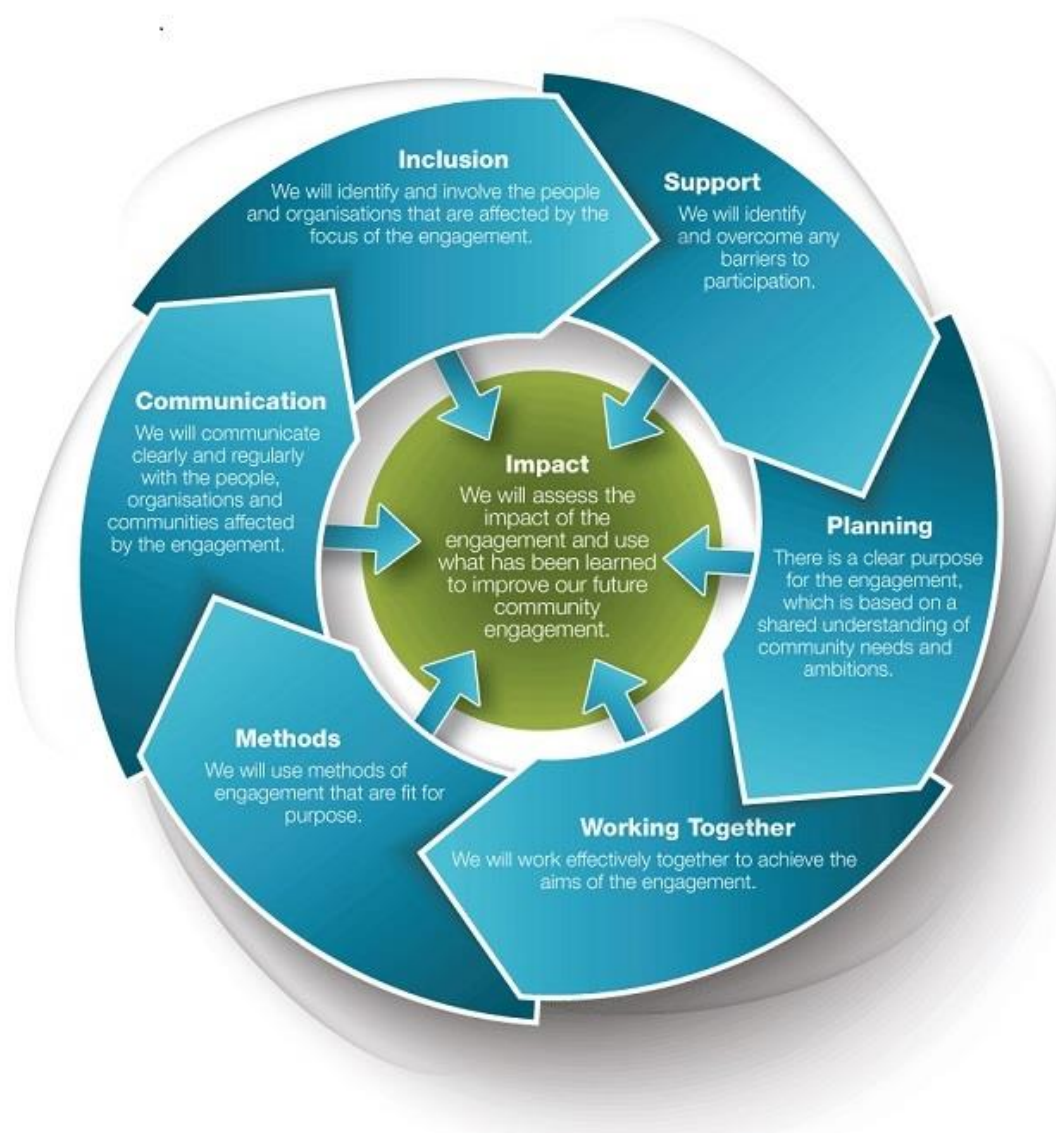 Inclusion
We will identify and involve the people
and organisations that are affected by the
focus of the engagement.
Support
We will identify
and overcome any
barriers to
participation.
Planning
There is a clear purpose
for the engagement,
which is based on a
shared understanding of
community needs and
ambitions.
Working Together
We will work effectively together to achieve the
aims of the engagement.
Methods
We will use methods of
engagement that are fit for
purpose.
Communication
We will communicate
clearly and regularly
with the people,
organisations and
communities affected
by the engagement.
Impact
We will assess the
impact of the
engagement and use
what has been learned
to improve our future
community
engagement.